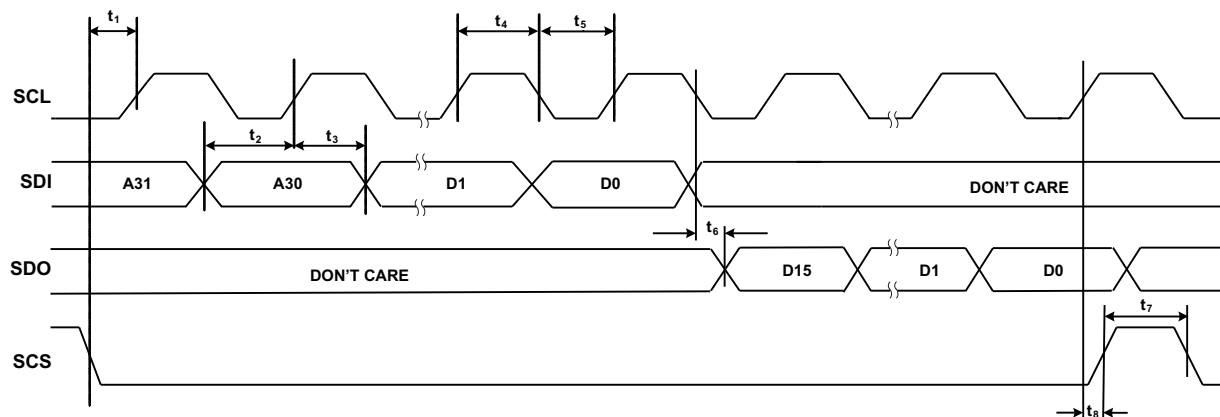 t1
t4
t5
SCL
t2
t3
SDI
A31
A30
D1
D0
DON'T CARE
t6
SDO
DON'T CARE
D15
D1
D0
t7
SCS
t8